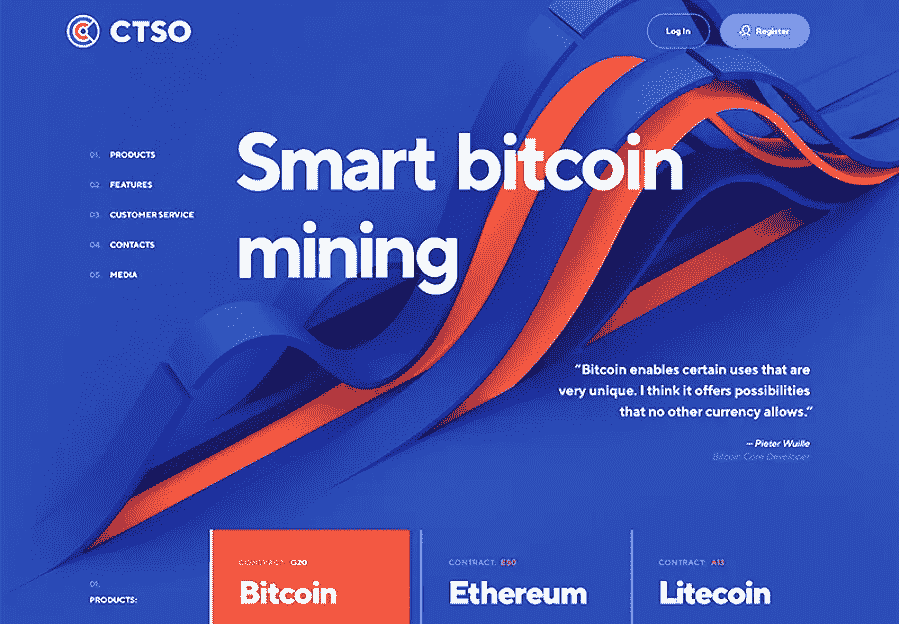 CTSO
Log In
Register
01. PRODUCTS
02. FEATURES
03. CUSTOMER SERVICE
04. CONTACTS
05. MEDIA
Smart bitcoin
mining
“Bitcoin enables certain uses that are
very unique. I think it offers possibilities
that no other currency allows.”
– Pieter Wuille
Bitcoin Core Developer
CONTRACT: G20
Bitcoin
CONTRACT: E50
Ethereum
CONTRACT: A13
Litecoin
01.
PRODUCTS: